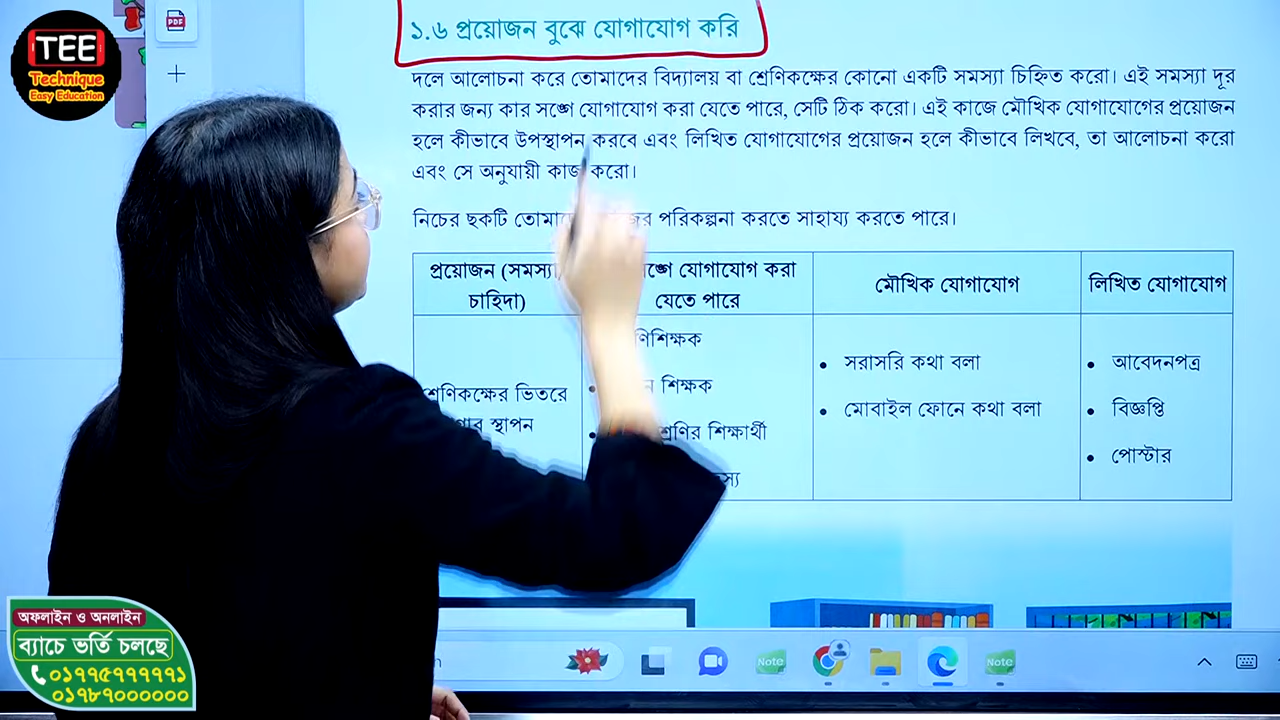 PDF
TEE
Technique
Easy Education
১.৬ প্রয়োজন বুঝে যোগাযোগ করি
দলে আলোচনা করে তোমাদের বিদ্যালয় বা শ্রেণিকক্ষের কোনো একটি সমস্যা চিহ্নিত করো। এই সমস্যা দূর
করার জন্য কার সঙ্গে যোগাযোগ করা যেতে পারে, সেটি ঠিক করো। এই কাজে মৌখিক যোগাযোগের প্রয়োজন
হলে কীভাবে উপস্থাপন করবে এবং লিখিত যোগাযোগের প্রয়োজন হলে কীভাবে লিখবে, তা আলোচনা করো
এবং সে অনুযায়ী কাজ করো।
নিচের ছকটি পরিকল্পনা করতে সাহায্য করতে পারে।
প্রয়োজন (সমস্যা
চাহিদা)
যোগাযোগ করা
যেতে পারে
মৌখিক যোগাযোগ
লিখিত যোগাযোগ
ভিতরে
স্থাপন
শিক্ষক
শিক্ষার্থী
• সরাসরি কথা বলা
• মোবাইল ফোনে কথা বলা
• আবেদনপত্র
• বিজ্ঞপ্তি
• পোস্টার
অফলাইন ও অনলাইন
ব্যাচে ভর্তি চলছে
০১৭৭৫৭৭৭৭৭১
০১৭৮৭০০০০০০
Note
Note